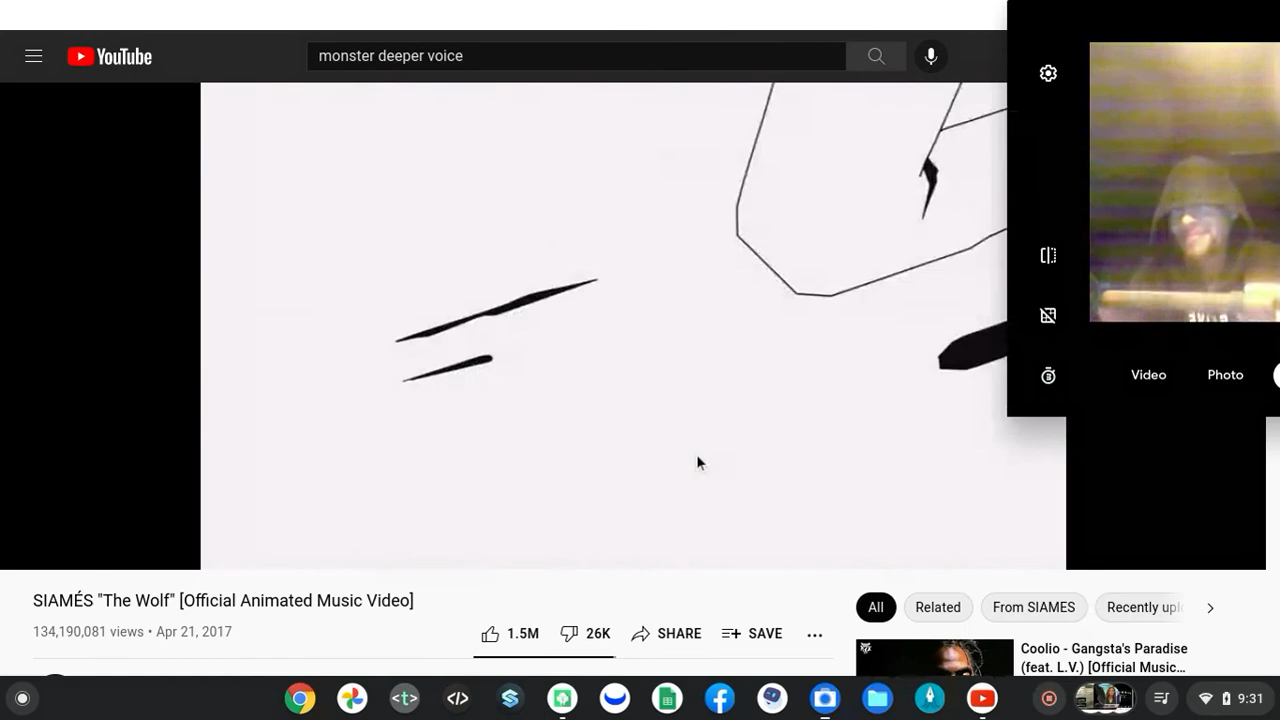 YouTube
monster deeper voice
Video
Photo
SIAMÉS "The Wolf" [Official Animated Music Video]
134,190,081 views • Apr 21, 2017
1.5M
26K
SHARE
SAVE
All
Related
From SIAMES
Recently
Coolio - Gangsta's Paradise
(feat. L.V.) [Official Music...
9:31